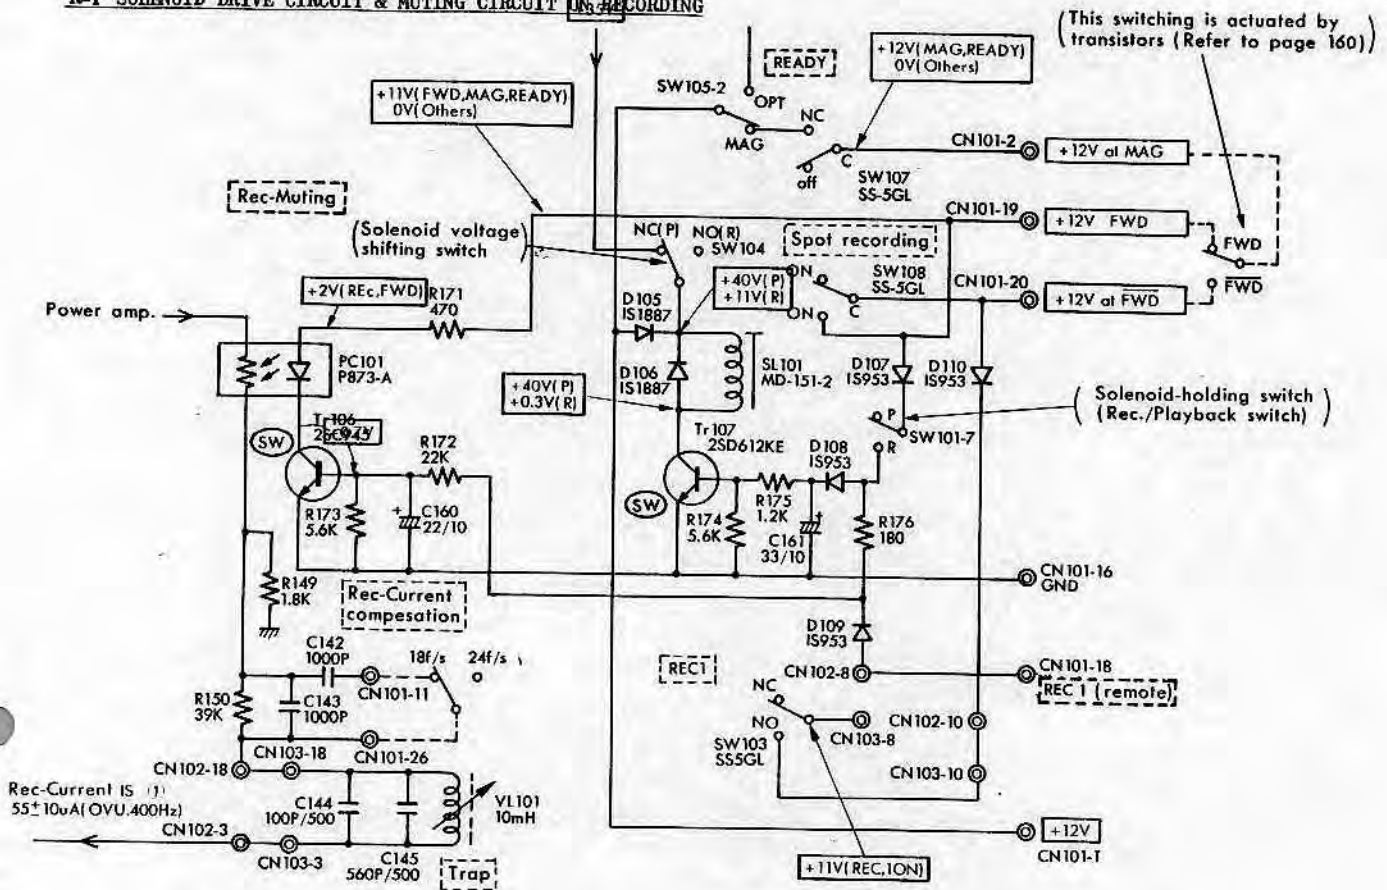 SOLENOID DRIVE CIRCUIT & MUTING CIRCUIT ON RECORDING
(This switching is actuated by
transistors (Refer to page 160))
READY
+12V(MAG,READY)
0V(Others)
+11V(FWD,MAG,READY)
0V(Others)
SW105-2
OPT
NC
MAG
CN101-2
+12V at MAG
C
off
SW107
SS-5GL
Rec-Muting
CN101-19
+12V FWD
(Solenoid voltage
shifting switch)
NC(P)
NO(R)
SW104
Spot recording
FWD
+40V(P)
+11V(R)
ON
SW108
SS-5GL
CN101-20
+12V at FWD
FWD
C
ON
+2V(REc,FWD)
R171
470
D105
IS1887
Power amp.
PC101
P873-A
D106
IS1887
SL101
MD-151-2
D107
IS953
D110
IS953
+40V(P)
+0.3V(R)
Solenoid-holding switch
(Rec./Playback switch)
P
SW101-7
R
Tr106
2SC945
SW
R172
22K
Tr107
2SD612KE
D108
IS953
SW
R173
5.6K
+
C160
22/10
R174
5.6K
R175
1.2K
+
C161
33/10
R176
180
CN101-16
GND
R149
1.8K
Rec-Current
compesation
D109
IS953
C142
1000P
18f/s
24f/s
REC1
CN102-8
CN101-18
REC 1 (remote)
CN101-11
R150
39K
C143
1000P
NC
NO
CN103-8
CN102-10
SW103
SS5GL
CN103-18
CN101-26
CN102-18
CN103-10
Rec-Current IS (1)
55±10uA(OVU.400Hz)
C144
100P/500
VL101
10mH
CN102-3
+12V
CN101-T
CN103-3
C145
560P/500
Trap
+11V(REC,1ON)